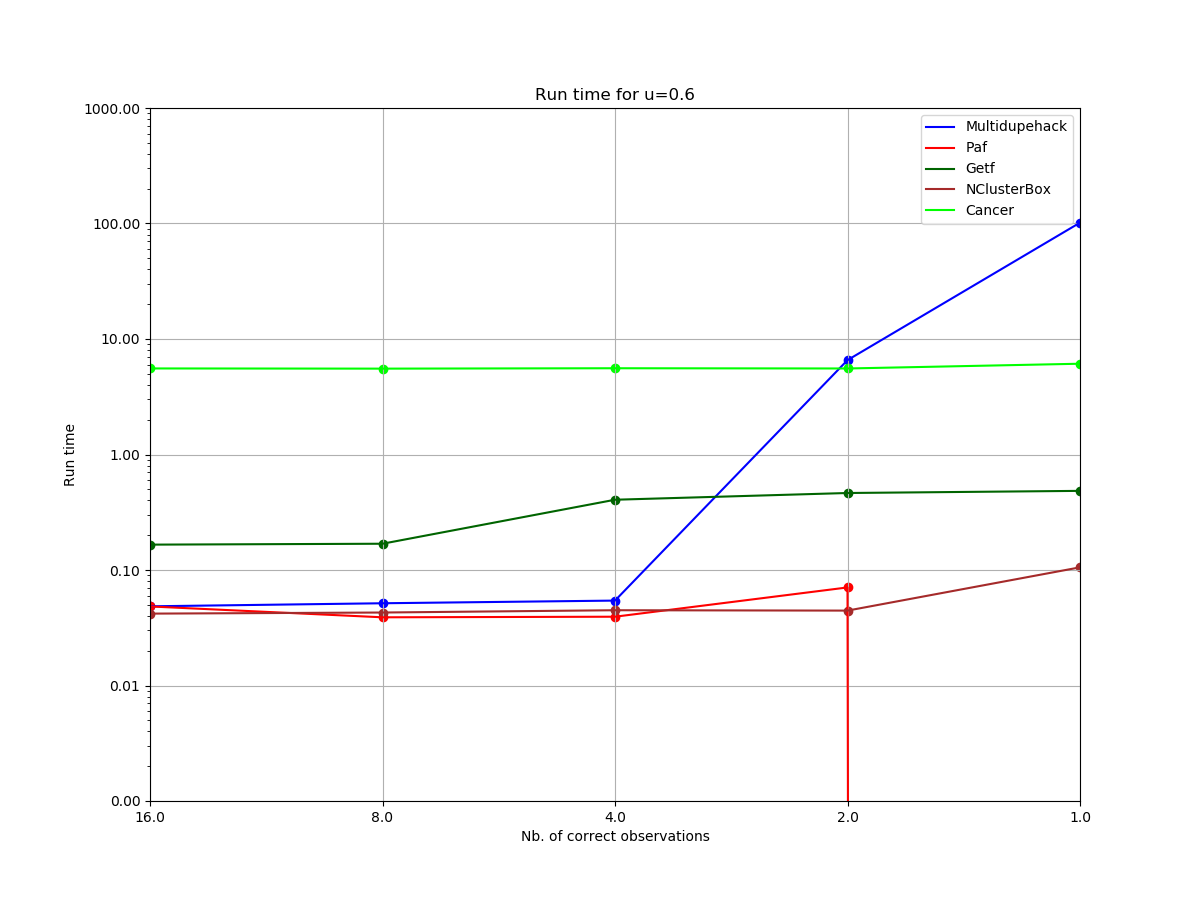 Run time for u=0.6
1000.00
100.00
10.00
1.00
0.10
0.01
0.00
Run time
Multidupehack
Paf
Getf
NClusterBox
Cancer
16.0
8.0
4.0
2.0
1.0
Nb. of correct observations